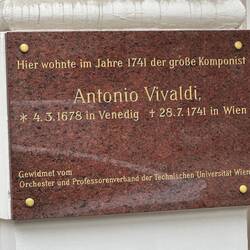 Hier wohnte im Jahre 1741 der große Komponist
Antonio Vivaldi,
* 4.3.1678 in Venedig † 28.7.1741 in Wien
Gewidmet vom
Orchester und Professorenverband der Technischen Universität Wien